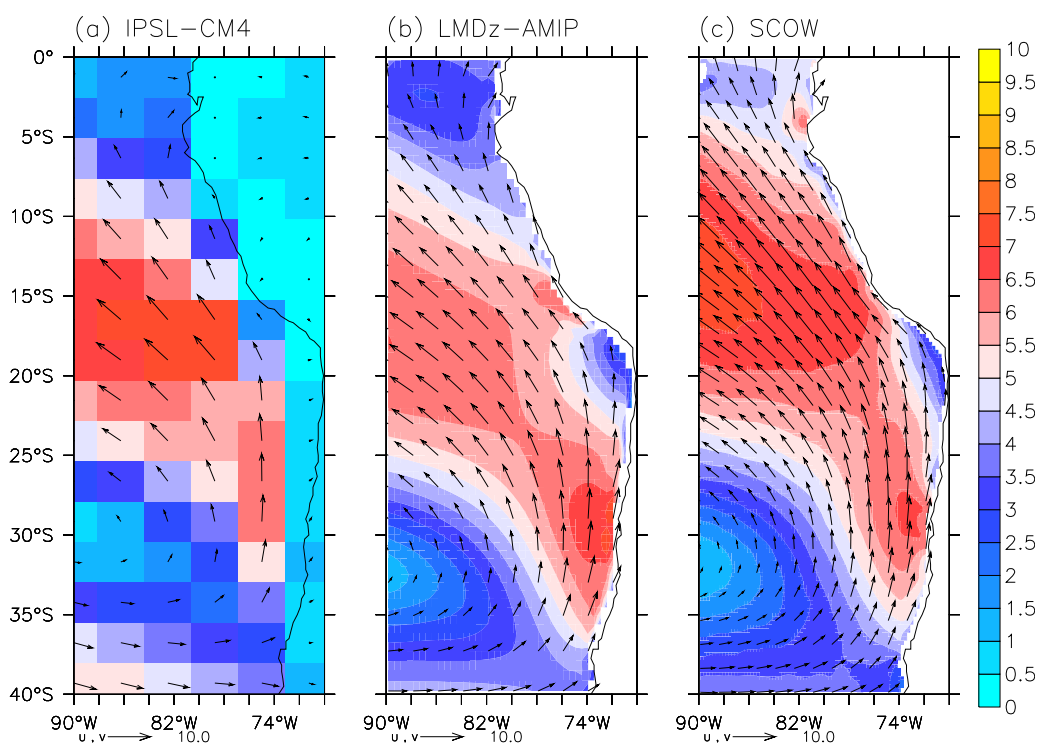 (a) IPSL-CM4
(b) LMDz-AMIP
(c) SCOW
0°
5°S
10°S
15°S
20°S
25°S
30°S
35°S
40°S
90°W 82°W 74°W
90°W 82°W 74°W
90°W 82°W 74°W
u,v 10.0
u,v 10.0
u,v 10.0
10
9.5
9
8.5
8
7.5
7
6.5
6
5.5
5
4.5
4
3.5
3
2.5
2
1.5
1
0.5
0